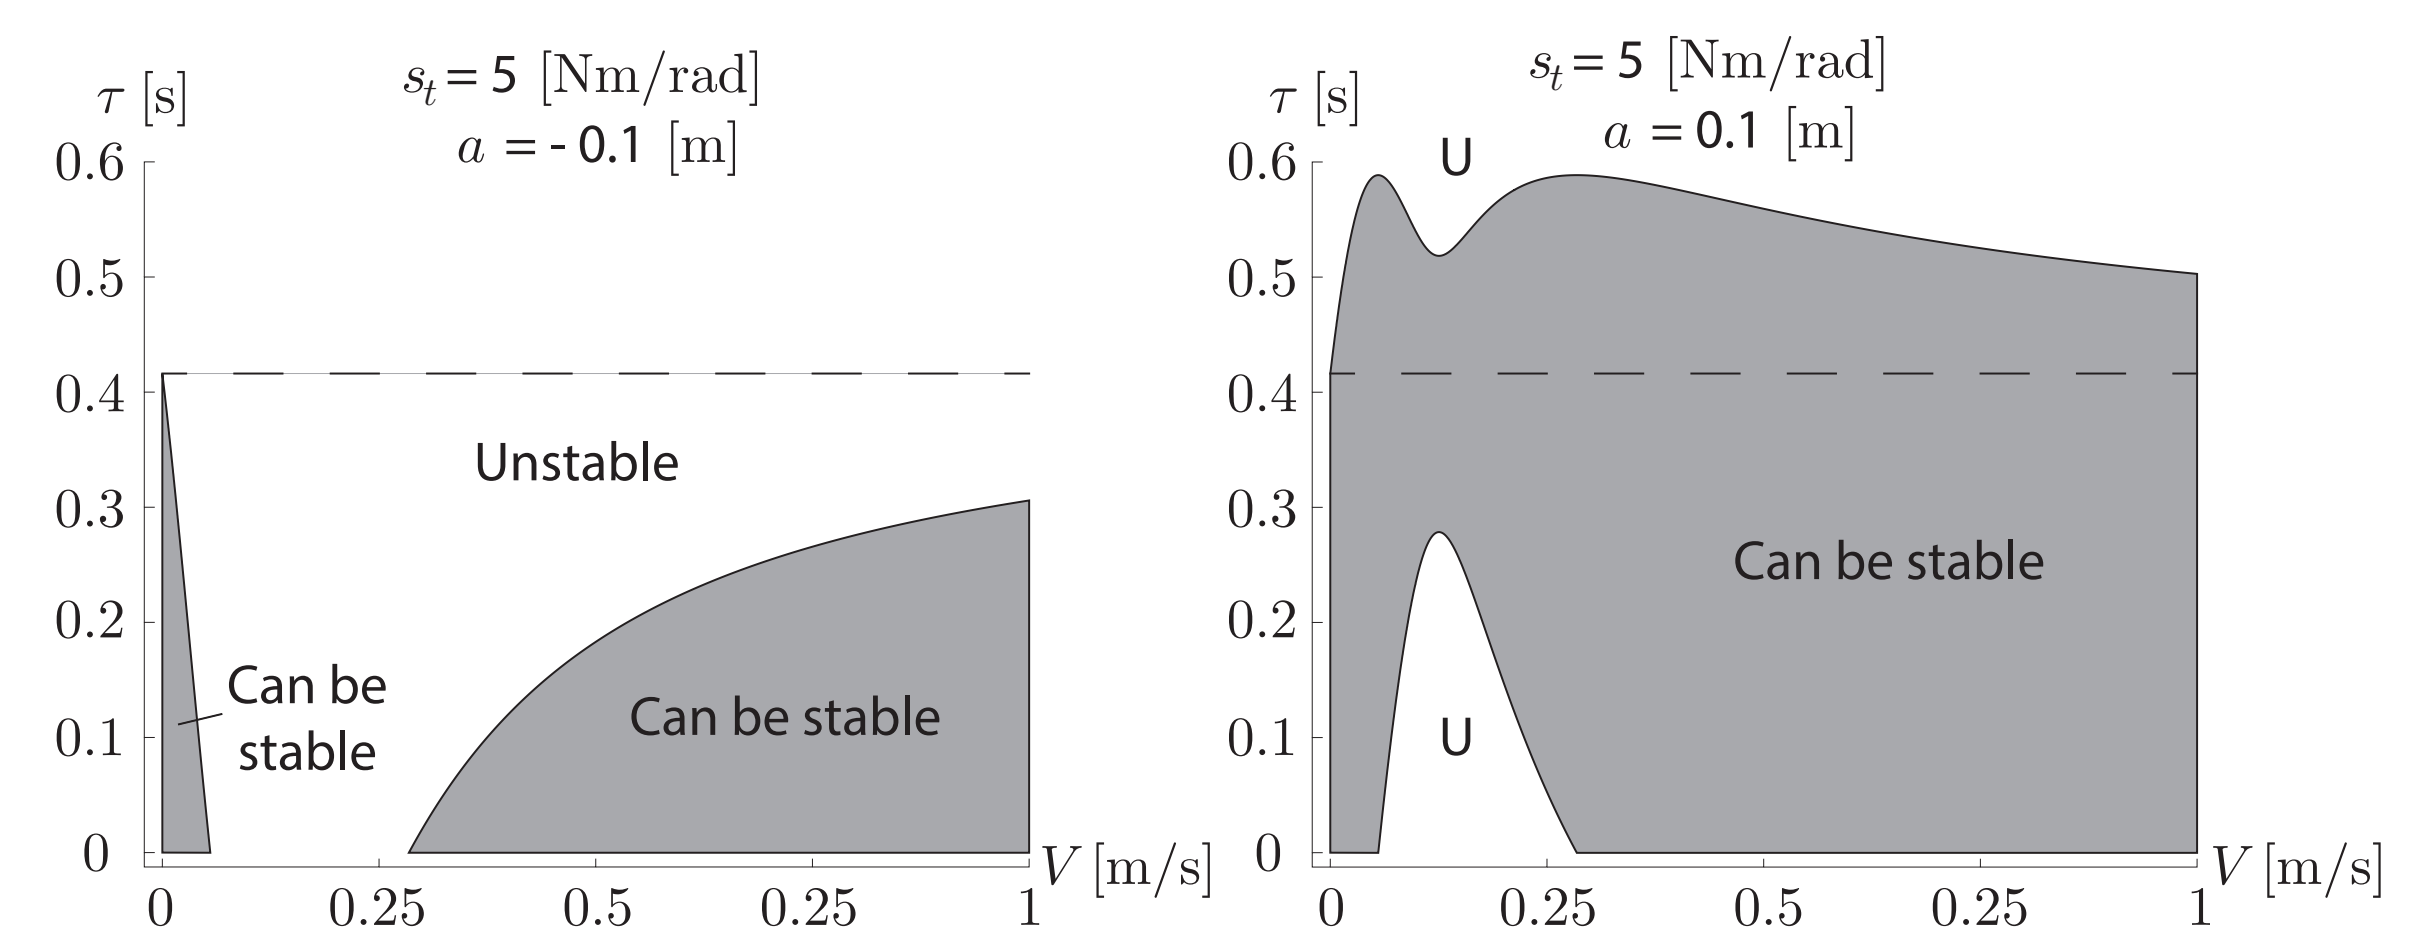 s_t = 5 [Nm/rad]
a = - 0.1 [m]
τ [s]
0.6
0.5
0.4
0.3
0.2
0.1
0
Unstable
Can be
stable
Can be stable
0
0.25
0.5
0.25
1
V [m/s]
s_t = 5 [Nm/rad]
a = 0.1 [m]
τ [s]
U
0.6
0.5
0.4
0.3
0.2
0.1
0
Can be stable
U
0
0.25
0.5
0.25
1
V [m/s]